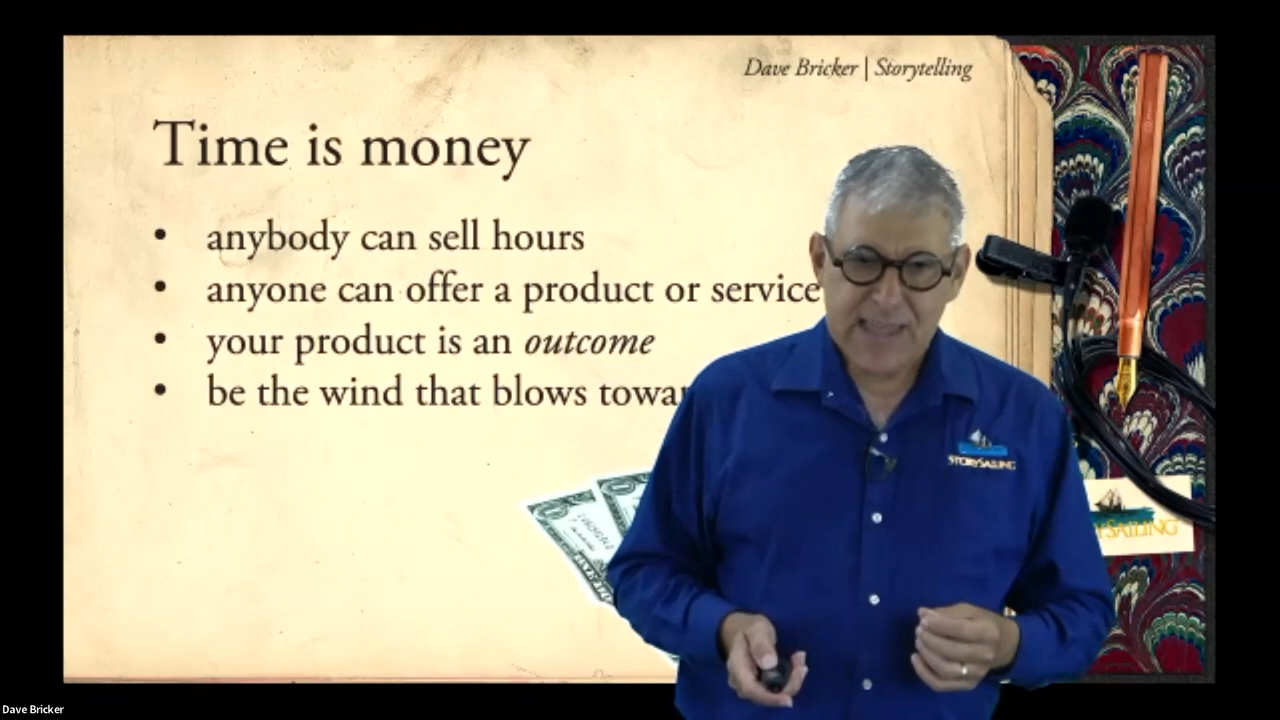 Dave Bricker | Storytelling
Time is money
• anybody can sell hours
• anyone can offer a product or service
• your product is an outcome
• be the wind that blows
STORYSAILING
SAILING
Dave Bricker